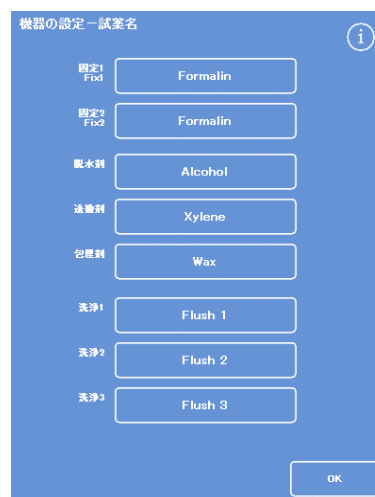 機器の設定－試薬名
i
固定1
Fix1
Formalin
固定2
Fix2
Formalin
脱水剤
Alcohol
透徹剤
Xylene
包埋剤
Wax
洗浄1
Flush 1
洗浄2
Flush 2
洗浄3
Flush 3
OK